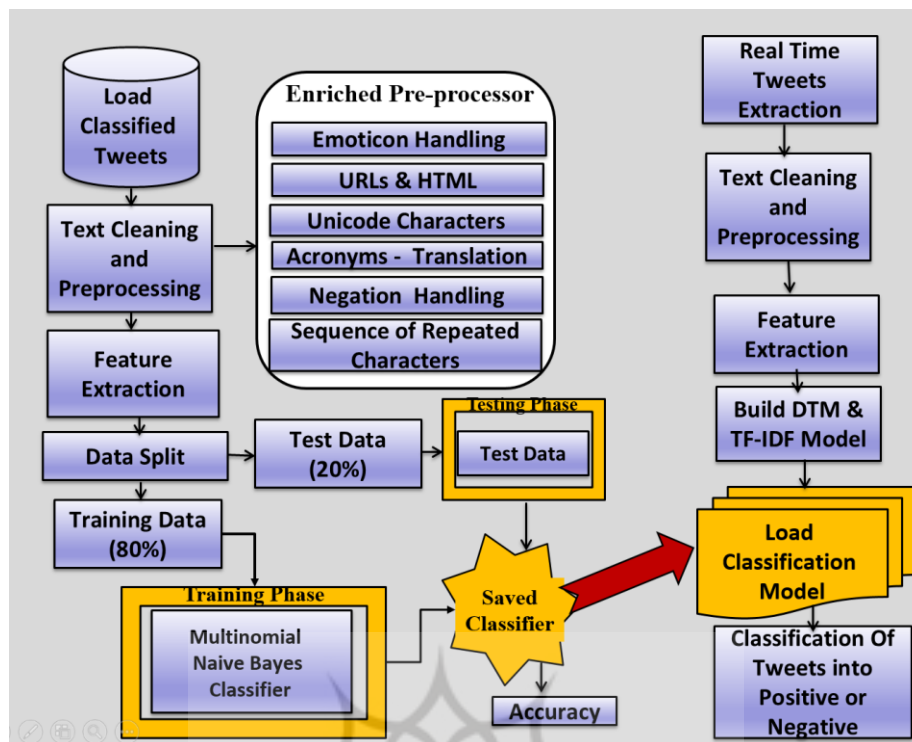 Load
Classified
Tweets
Text Cleaning
and
Preprocessing
Feature
Extraction
Data Split
Training Data
(80%)
Enriched Pre-processor
Emoticon Handling
URLs & HTML
Unicode Characters
Acronyms - Translation
Negation Handling
Sequence of Repeated
Characters
Test Data
(20%)
Testing Phase
Test Data
Training Phase
Multinomial
Naive Bayes
Classifier
Saved
Classifier
Accuracy
Real Time
Tweets
Extraction
Text Cleaning
and
Preprocessing
Feature
Extraction
Build DTM &
TF-IDF Model
Load
Classification
Model
Classification Of
Tweets into
Positive or
Negative